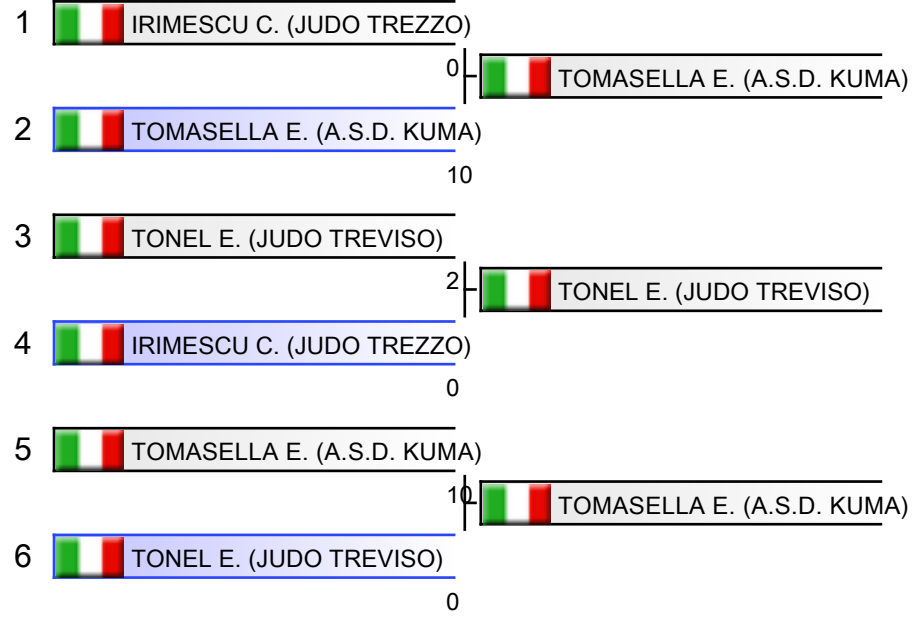 1 IRIMESCU C. (JUDO TREZZO)
0 TOMASELLA E. (A.S.D. KUMA)
2 TOMASELLA E. (A.S.D. KUMA)
10
3 TONEL E. (JUDO TREVISO)
2 TONEL E. (JUDO TREVISO)
4 IRIMESCU C. (JUDO TREZZO)
0
5 TOMASELLA E. (A.S.D. KUMA)
10 TOMASELLA E. (A.S.D. KUMA)
6 TONEL E. (JUDO TREVISO)
0